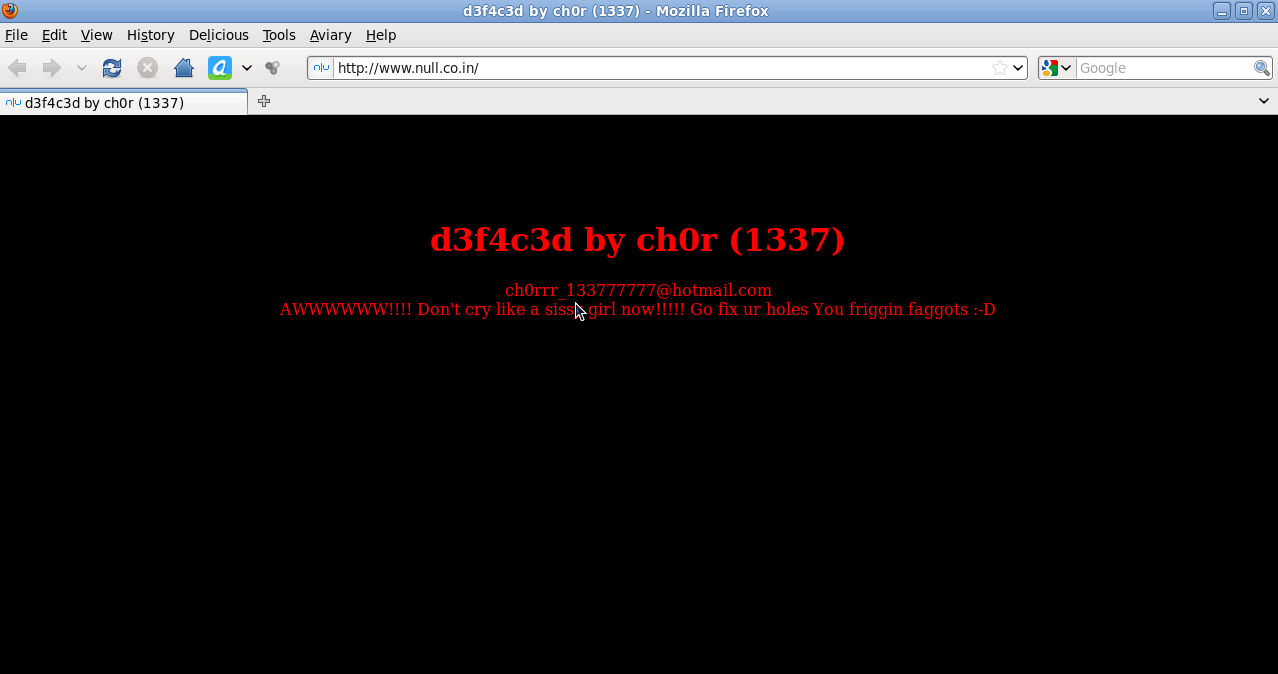 d3f4c3d by ch0r (1337) - Mozilla Firefox
File Edit View History Delicious Tools Aviary Help
http://www.null.co.in/ Google
d3f4c3d by ch0r (1337)
d3f4c3d by ch0r (1337)
ch0rrr_133777777@hotmail.com
AWWWWWW!!!! Don't cry like a sissy girl now!!!!! Go fix ur holes You friggin faggots :-D